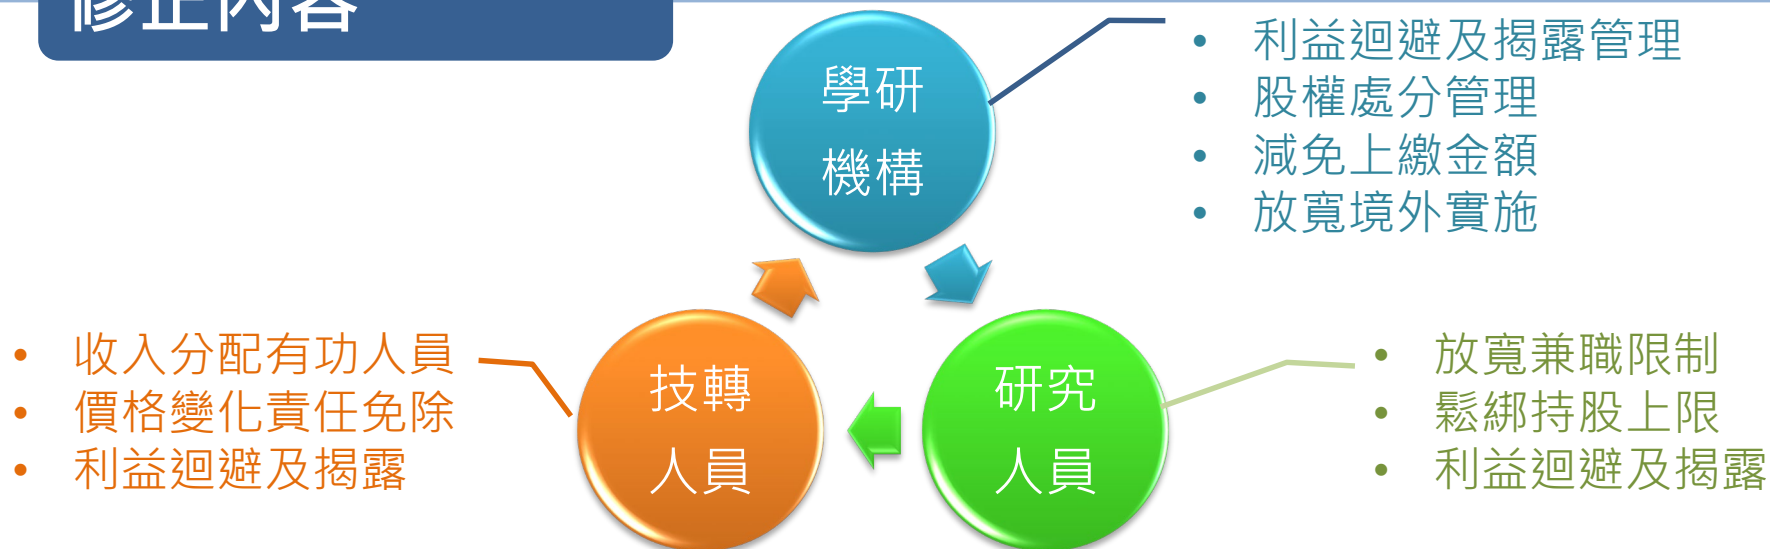 修正內容
學研
機構
• 利益迴避及揭露管理
• 股權處分管理
• 減免上繳金額
• 放寬境外實施
• 收入分配有功人員
• 價格變化責任免除
• 利益迴避及揭露
技轉
人員
研究
人員
• 放寬兼職限制
• 鬆綁持股上限
• 利益迴避及揭露